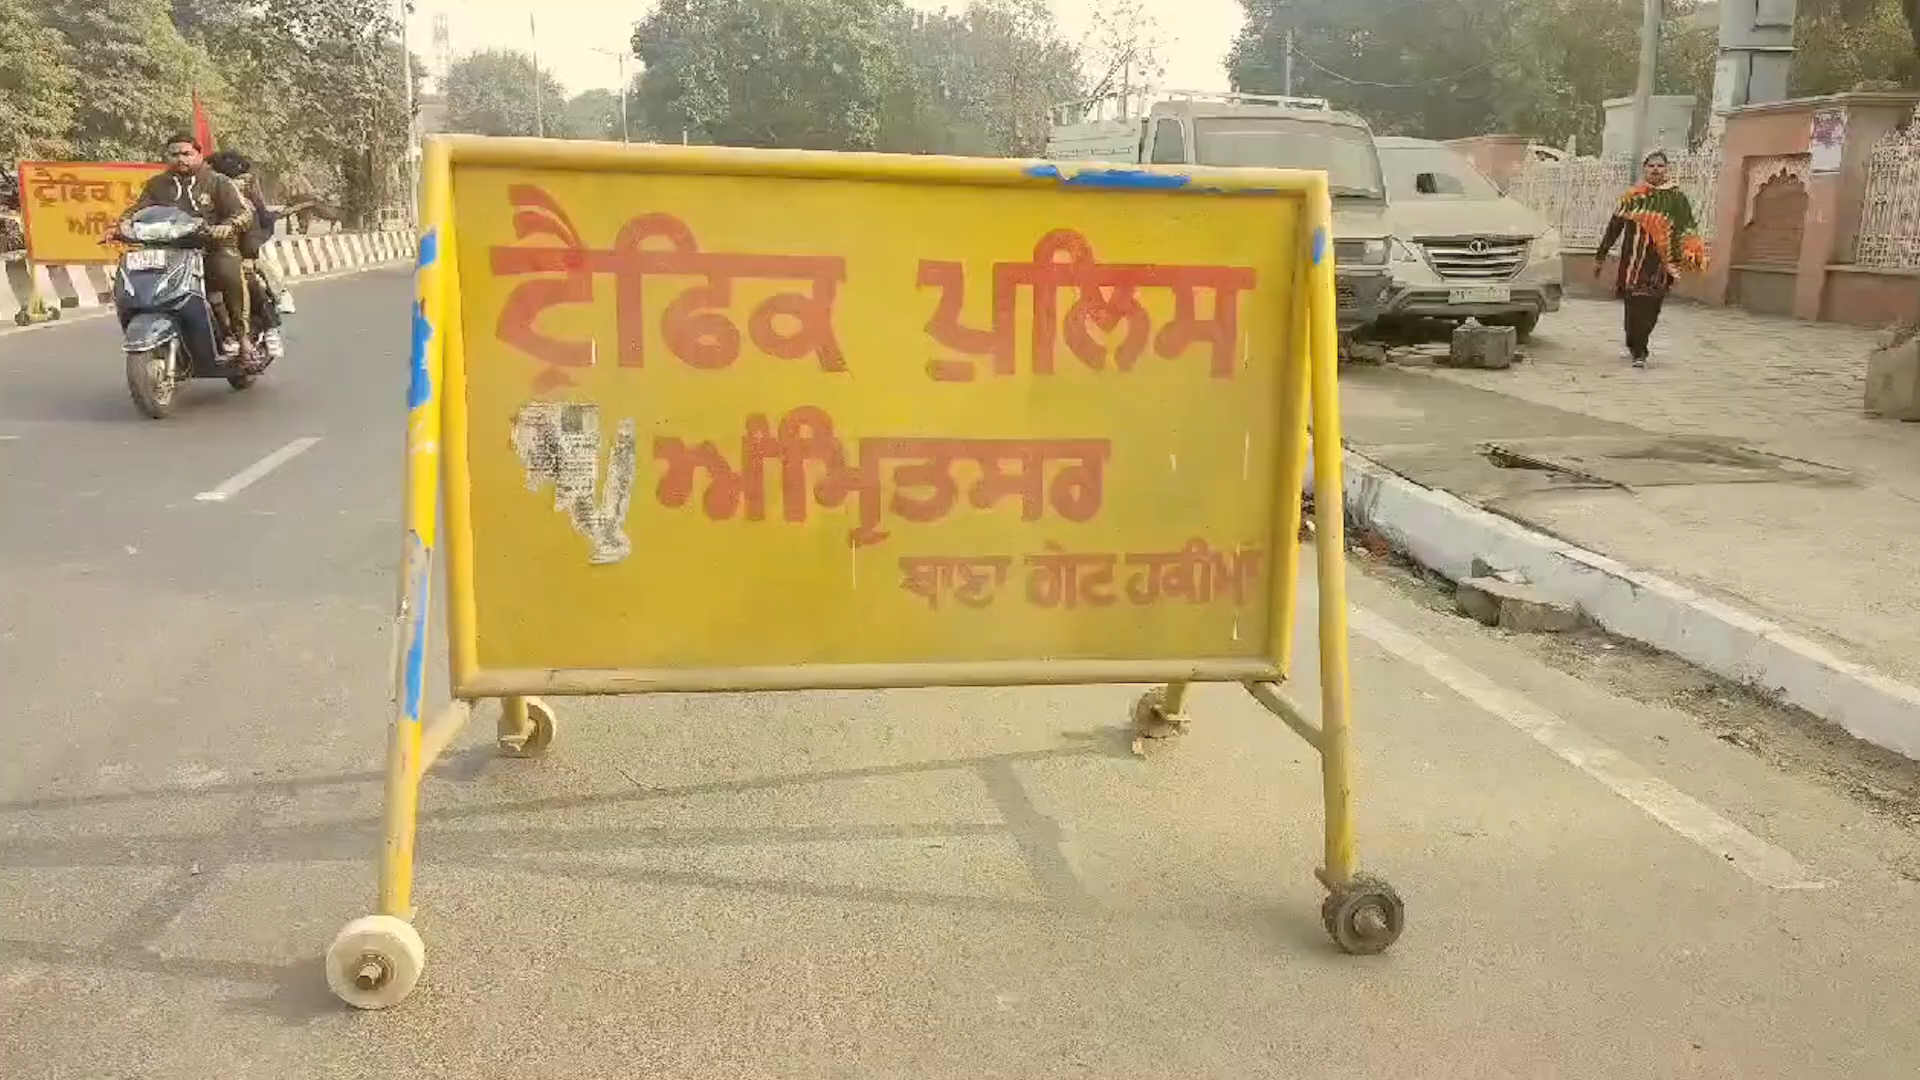 ਟ੍ਰੈਫਿਕ ਪੁਲਿਸ
ਅੰਮ੍ਰਿਤਸਰ
ਥਾਣਾ ਗੇਟ ਹਕੀਮਾਂ
ਟ੍ਰੈਫਿਕ